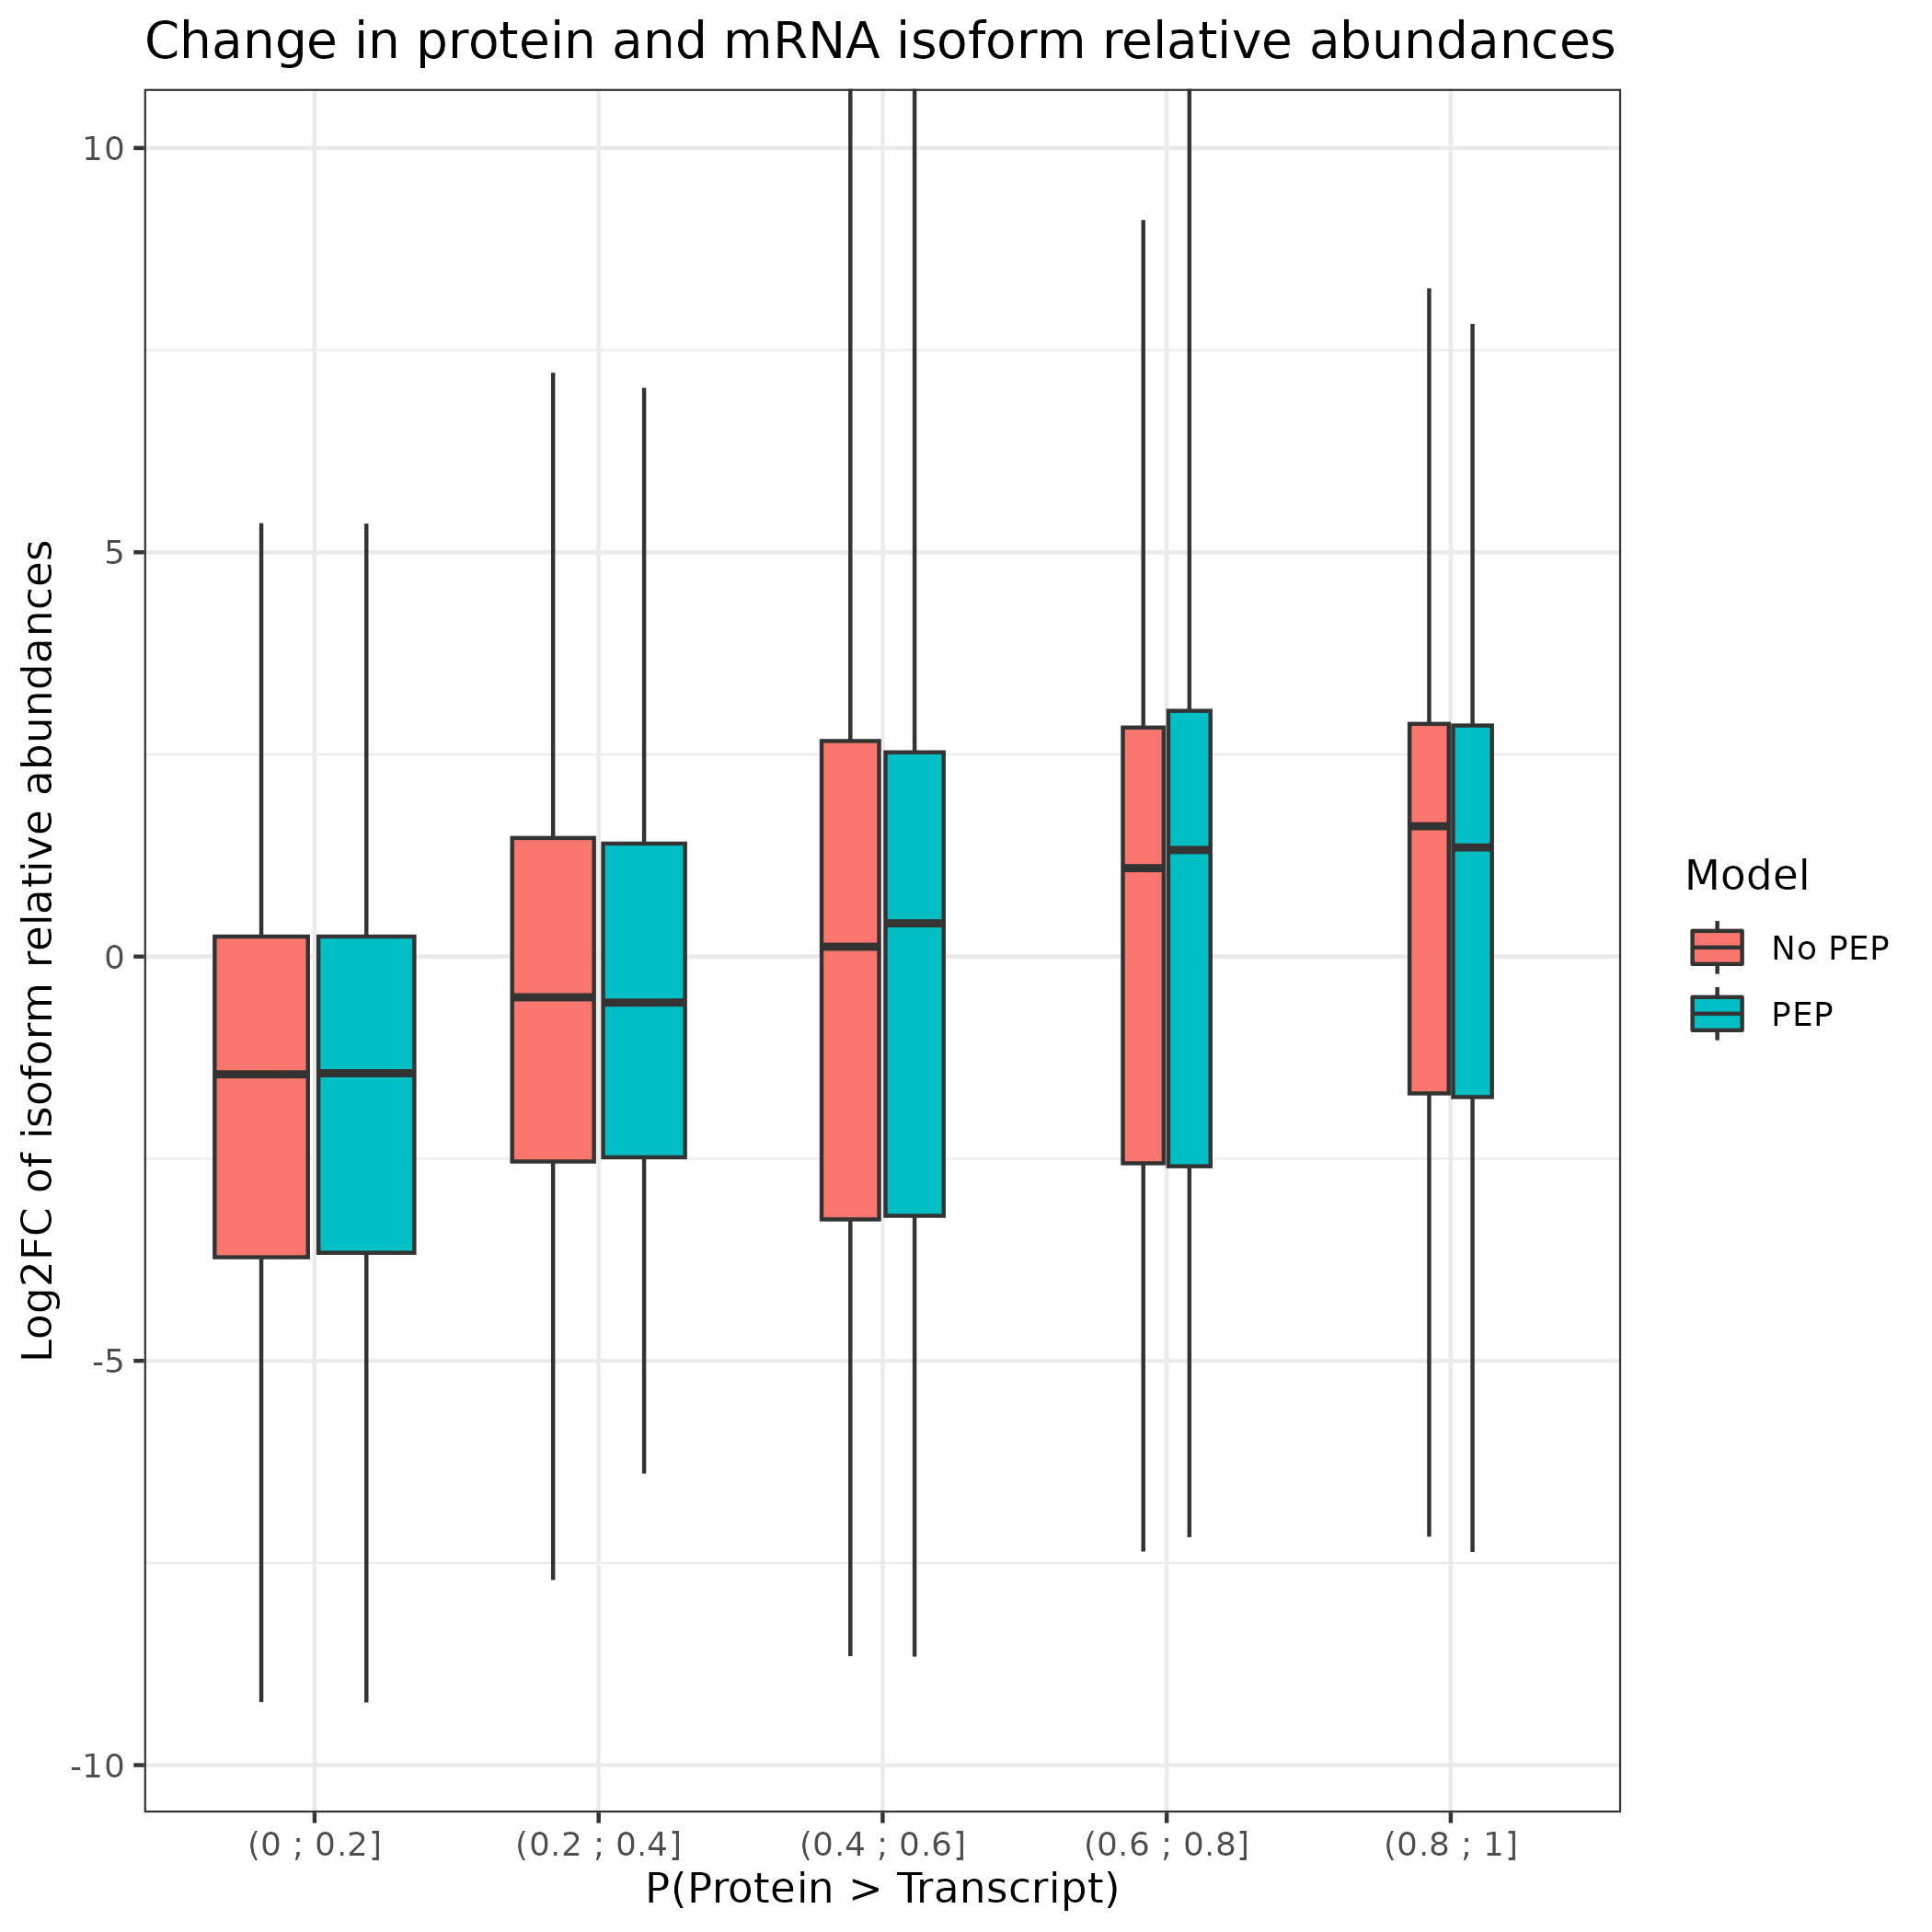 Change in protein and mRNA isoform relative abundances
Log2FC of isoform relative abundances
10
5
0
-5
-10
(0 ; 0.2]
(0.2 ; 0.4]
(0.4 ; 0.6]
(0.6 ; 0.8]
(0.8 ; 1]
P(Protein > Transcript)
Model
No PEP
PEP